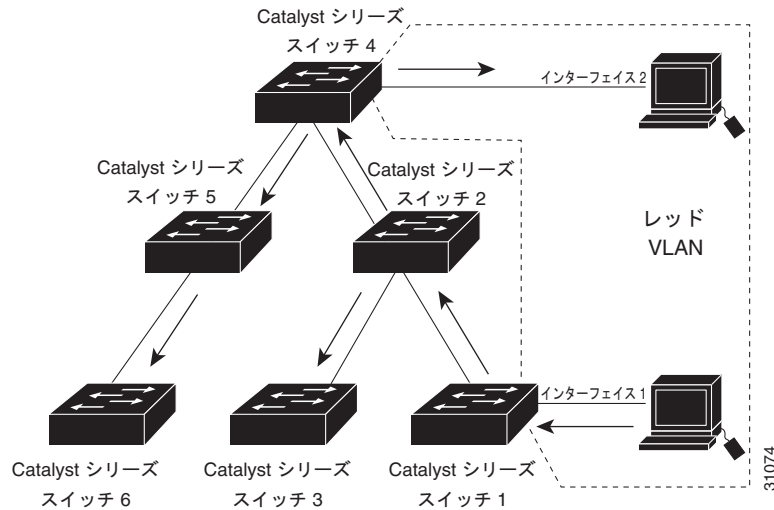 Catalyst シリーズ
スイッチ 4
インターフェイス 2
Catalyst シリーズ
スイッチ 5
Catalyst シリーズ
スイッチ 2
レッド
VLAN
インターフェイス 1
Catalyst シリーズ
スイッチ 6
Catalyst シリーズ
スイッチ 3
Catalyst シリーズ
スイッチ 1
31074